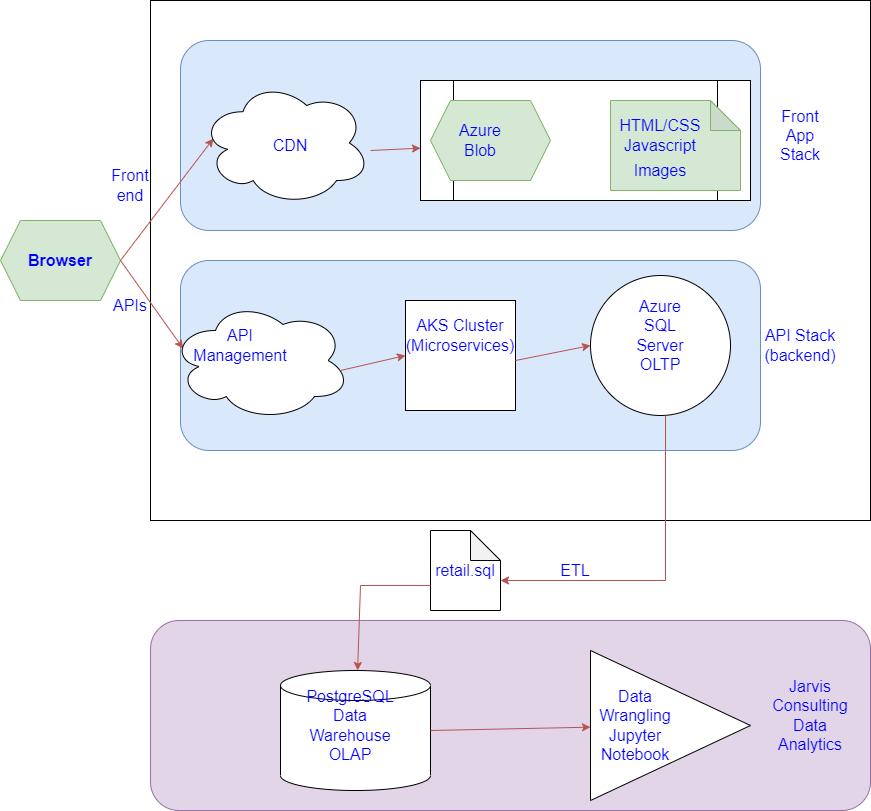 CDN
Azure
Blob
HTML/CSS
Javascript
Images
Front
App
Stack
Front
end
Browser
APIs
API
Management
AKS Cluster
(Microservices)
Azure
SQL
Server
OLTP
API Stack
(backend)
retail.sql
ETL
PostgreSQL
Data
Warehouse
OLAP
Data
Wrangling
Jupyter
Notebook
Jarvis
Consulting
Data
Analytics